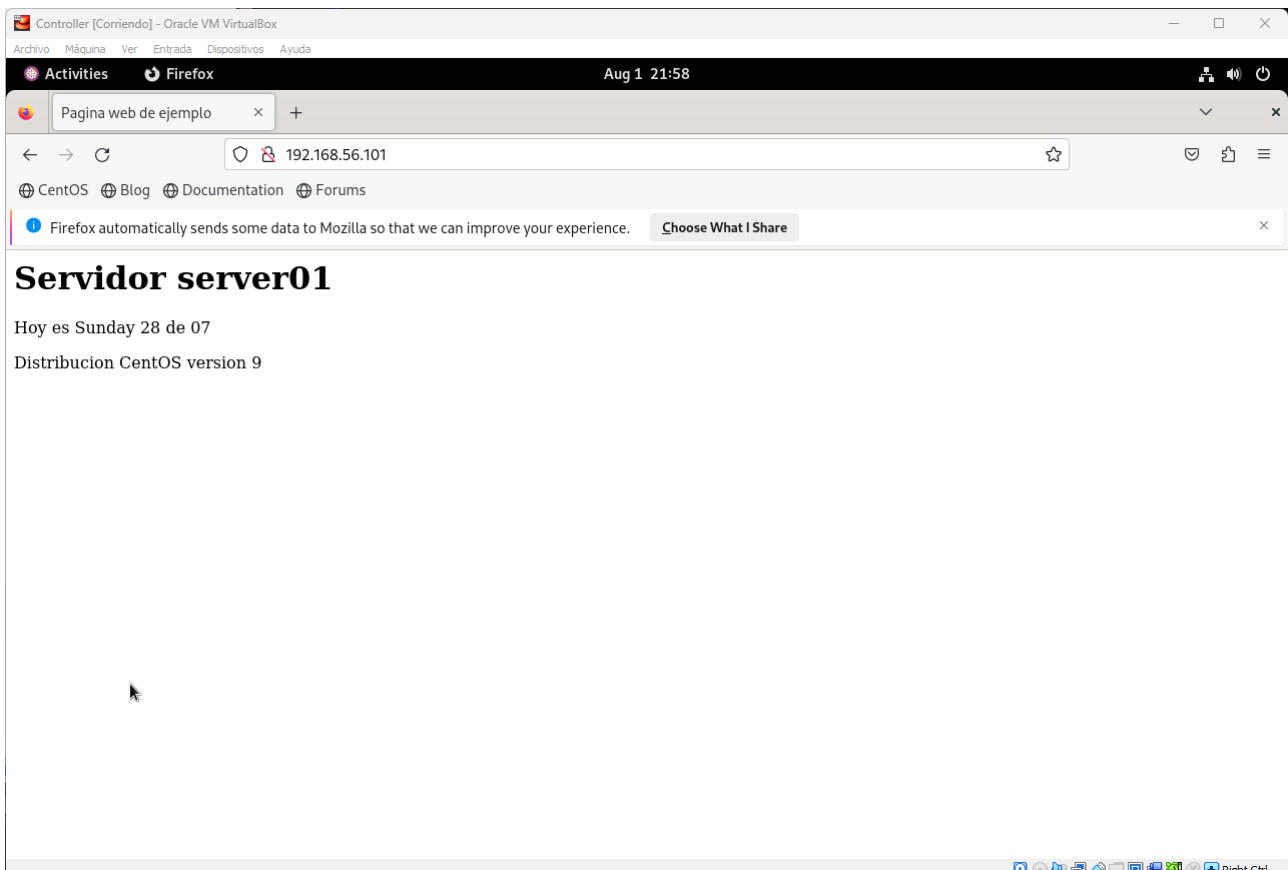 Controller [Corriendo] - Oracle VM VirtualBox
Archivo Máquina Ver Entrada Dispositivos Ayuda
Activities Firefox Aug 1 21:58
Pagina web de ejemplo
192.168.56.101
CentOS Blog Documentation Forums
Firefox automatically sends some data to Mozilla so that we can improve your experience. Choose What I Share
Servidor server01
Hoy es Sunday 28 de 07
Distribucion CentOS version 9
Right Ctrl